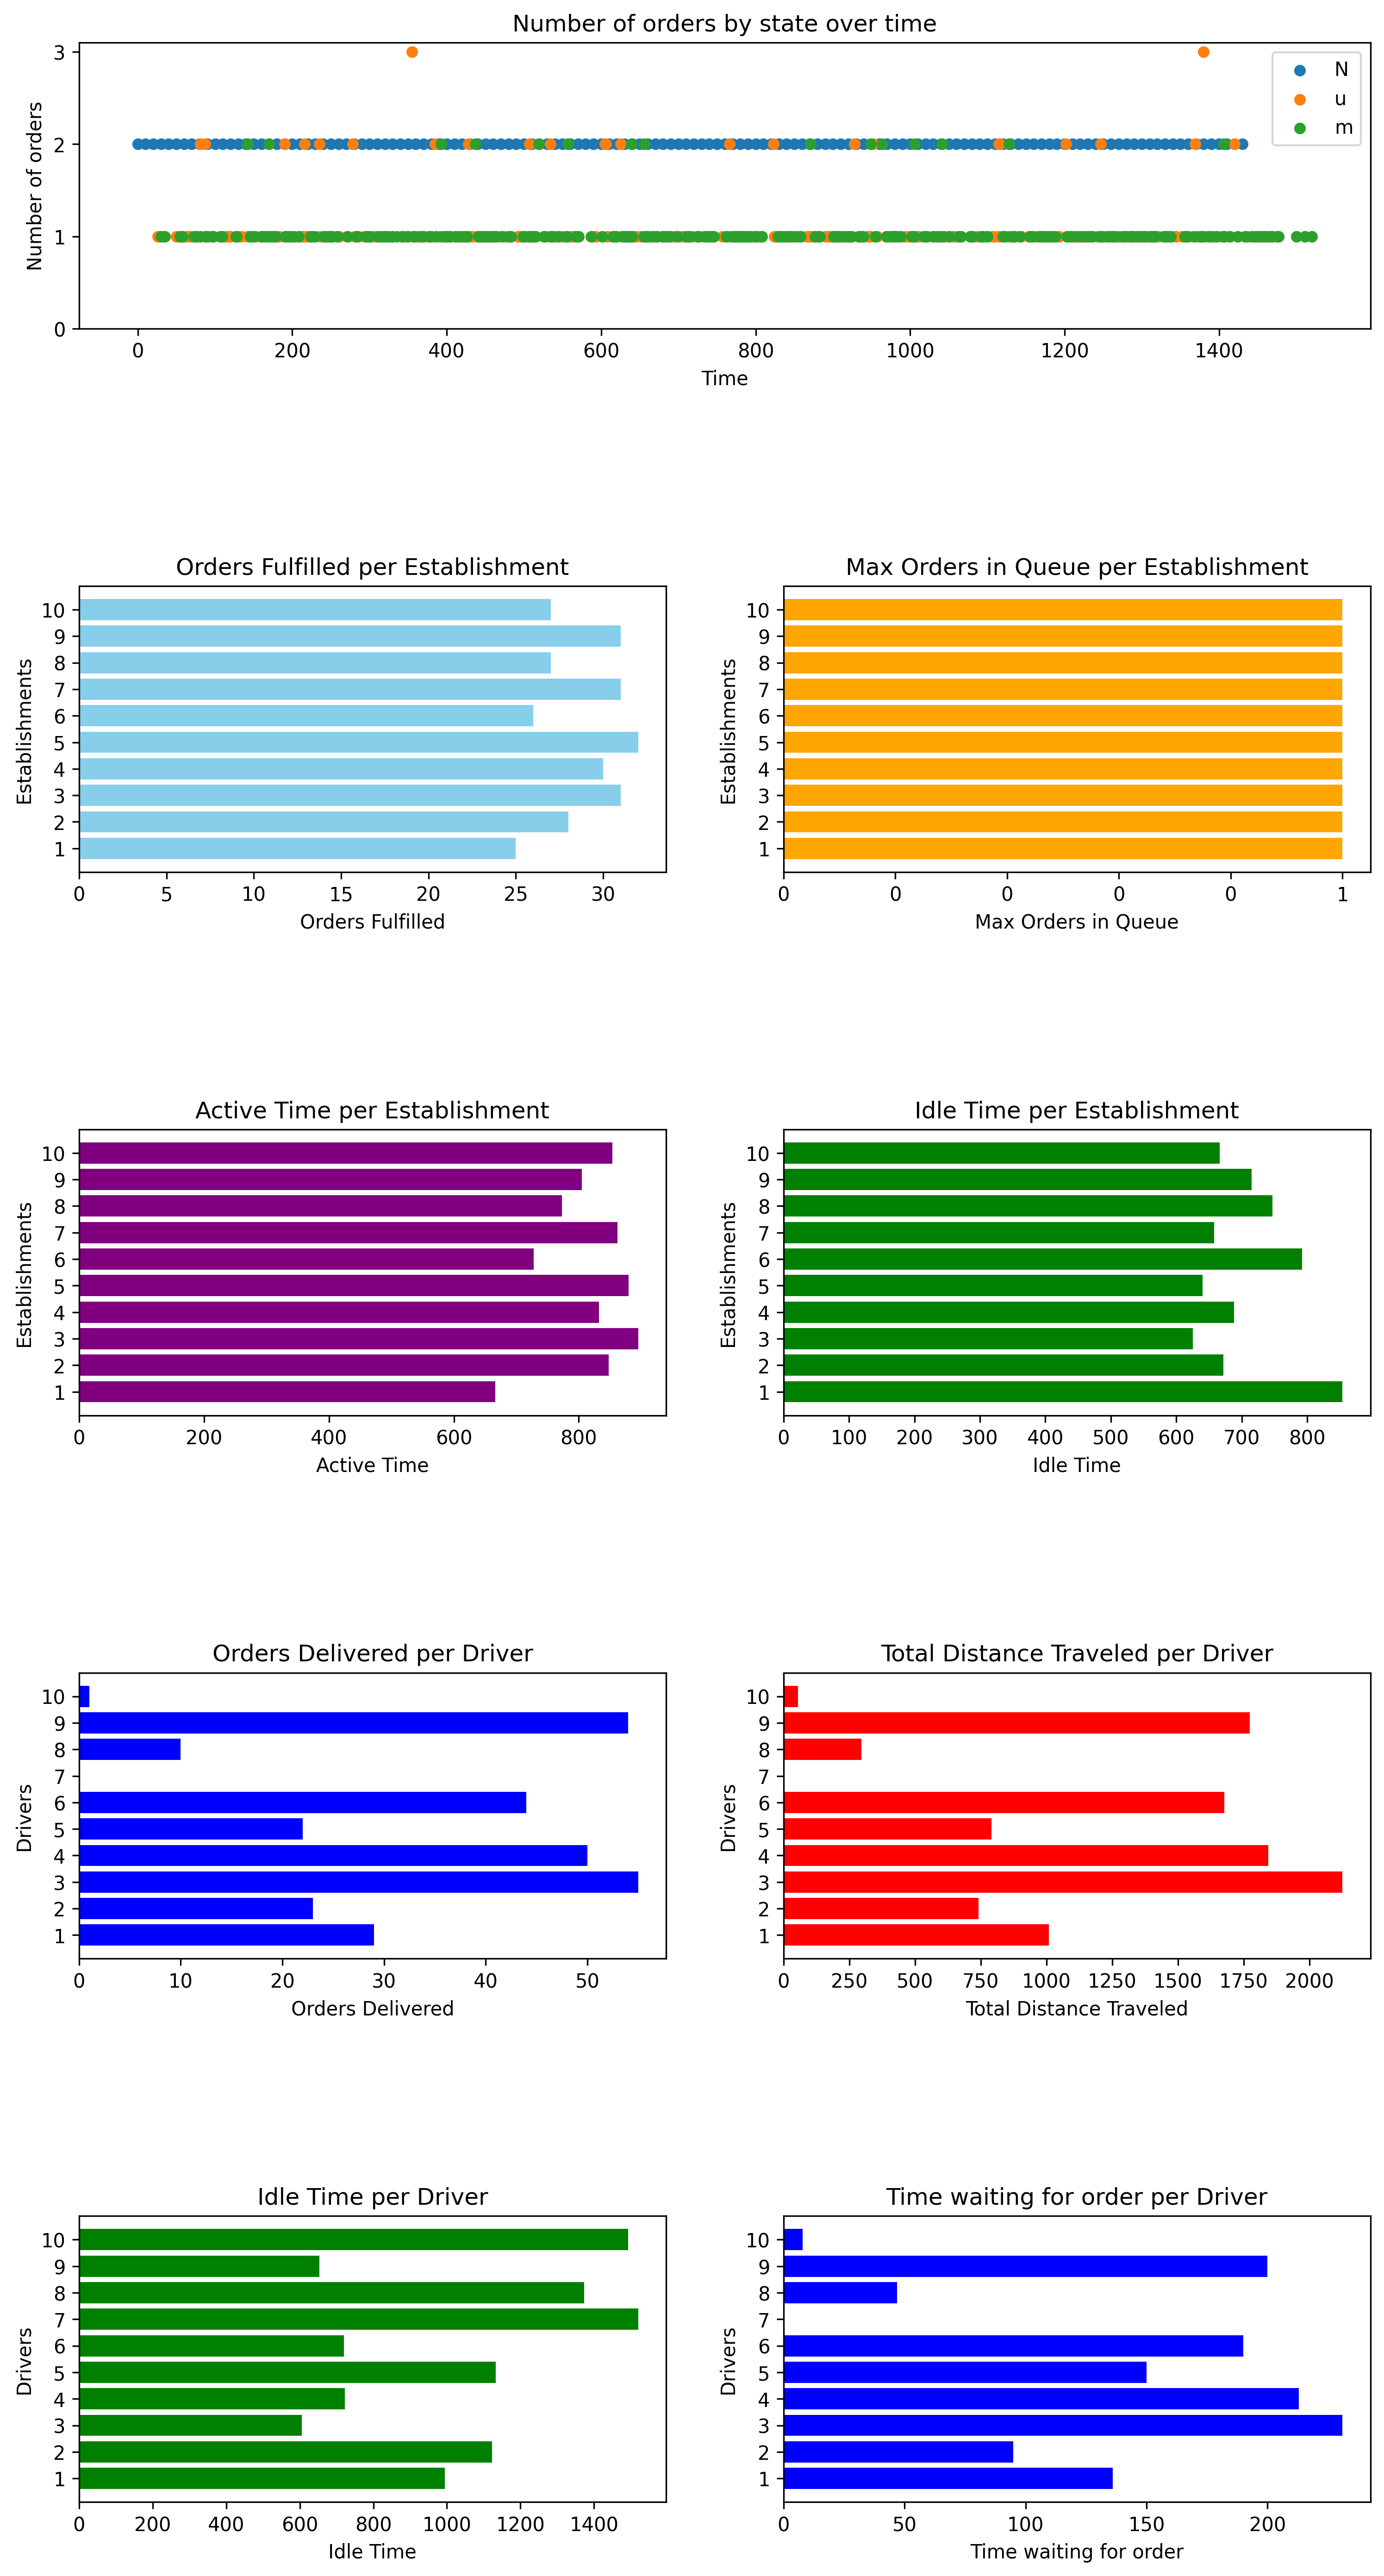 Number of orders by state over time
Number of orders
3
2
1
0
N
u
m
0 200 400 600 800 1000 1200 1400
Time
Orders Fulfilled per Establishment
Establishments
10
9
8
7
6
5
4
3
2
1
0 5 10 15 20 25 30
Orders Fulfilled
Max Orders in Queue per Establishment
Establishments
10
9
8
7
6
5
4
3
2
1
0 0 0 0 0 1
Max Orders in Queue
Active Time per Establishment
Establishments
10
9
8
7
6
5
4
3
2
1
0 200 400 600 800
Active Time
Idle Time per Establishment
Establishments
10
9
8
7
6
5
4
3
2
1
0 100 200 300 400 500 600 700 800
Idle Time
Orders Delivered per Driver
Drivers
10
9
8
7
6
5
4
3
2
1
0 10 20 30 40 50
Orders Delivered
Total Distance Traveled per Driver
Drivers
10
9
8
7
6
5
4
3
2
1
0 250 500 750 1000 1250 1500 1750 2000
Total Distance Traveled
Idle Time per Driver
Drivers
10
9
8
7
6
5
4
3
2
1
0 200 400 600 800 1000 1200 1400
Idle Time
Time waiting for order per Driver
Drivers
10
9
8
7
6
5
4
3
2
1
0 50 100 150 200
Time waiting for order